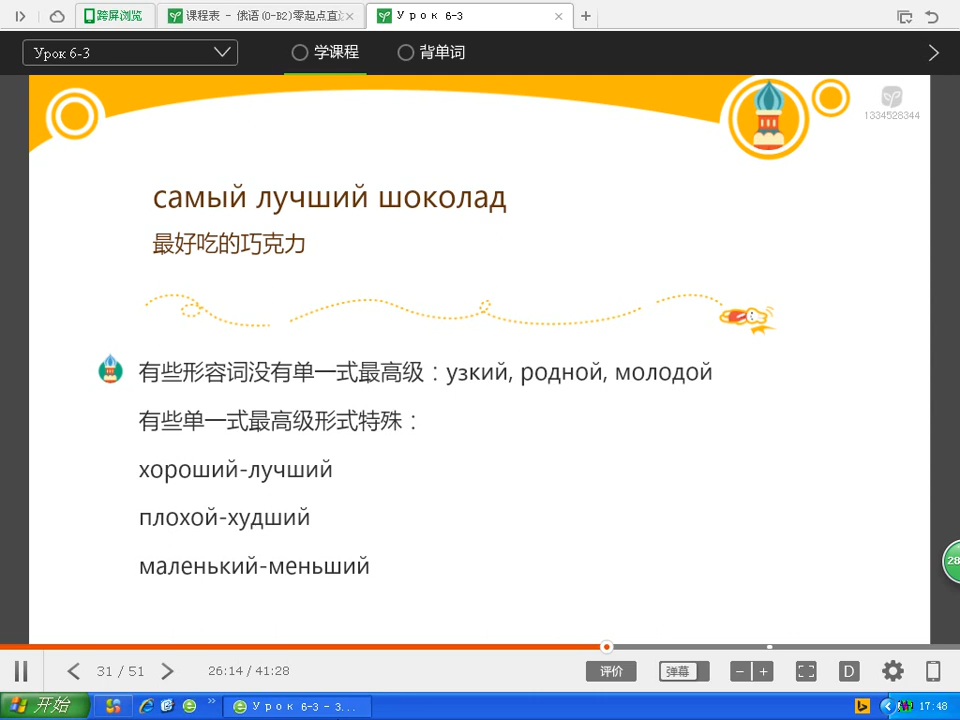 跨屏浏览
课程表 - 俄语(0-B2)零起点直
Урок 6-3
Урок 6-3
学课程
背单词
1334528344
самый лучший шоколад
最好吃的巧克力
有些形容词没有单一式最高级：узкий, родной, молодой
有些单一式最高级形式特殊：
хороший-лучший
плохой-худший
маленький-меньший
28
31 / 51
26:14 / 41:28
评价
弹幕
D
开始
Урок 6-3 - 3...
17:48